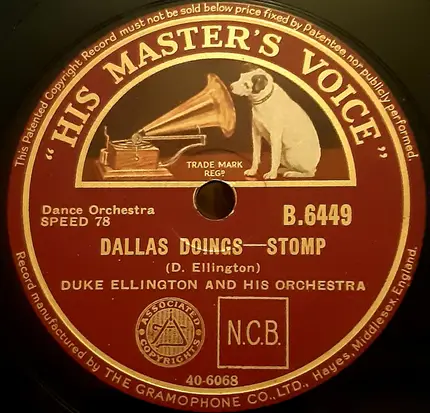 This Patented Copyright Record must not be sold below price fixed by Patentee, nor publicly performed.
"HIS MASTER'S VOICE"
TRADE MARK
REGD
Dance Orchestra
SPEED 78
B.6449
DALLAS DOINGS—STOMP
(D. Ellington)
DUKE ELLINGTON AND HIS ORCHESTRA
ASSOCIATED
COPYRIGHTS
N.C.B.
40-6068
Record manufactured by THE GRAMOPHONE CO., LTD., Hayes, Middlesex, England.